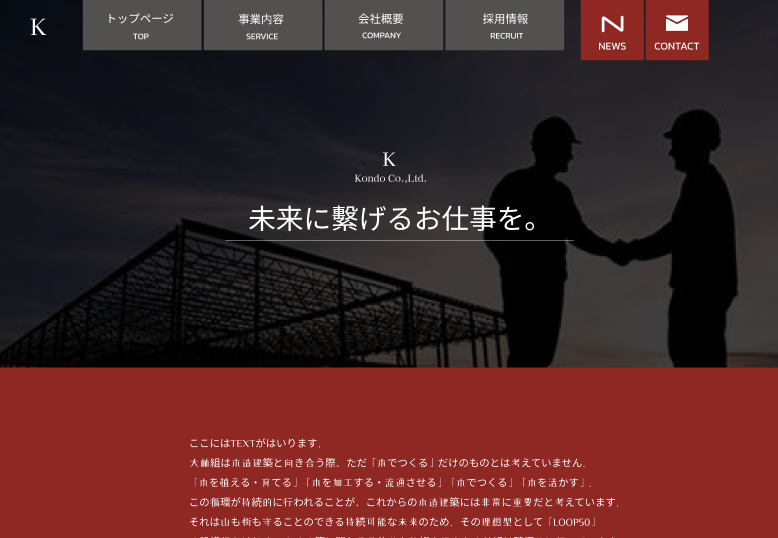 K
トップページ
TOP
事業内容
SERVICE
会社概要
COMPANY
採用情報
RECRUIT
NEWS
CONTACT
K
Kondo Co.,Ltd.
未来に繋げるお仕事を。
ここにはTEXTがはいります。
大舗組は木造建築と向き合う際、ただ「木でつくる」だけのものとは考えていません。
「木を植える・育てる」「木を加工する・流通させる」「木でつくる」「木を活かす」。
この循環が持続的に行われることが、これからの木造建築には非常に重要だと考えています。
それは山も街も守ることのできる持続可能な未来のため。その理想型として「LOOP50」